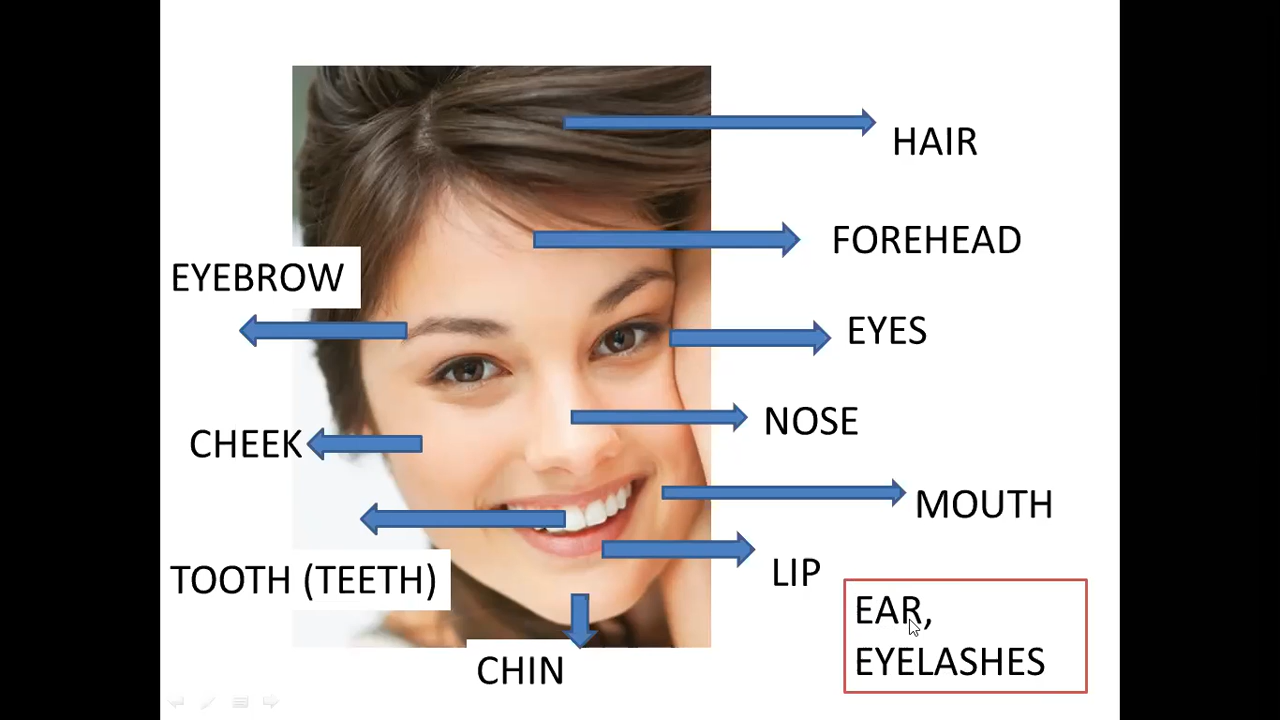 HAIR
FOREHEAD
EYEBROW
EYES
NOSE
CHEEK
MOUTH
LIP
TOOTH (TEETH)
EAR,
EYELASHES
CHIN